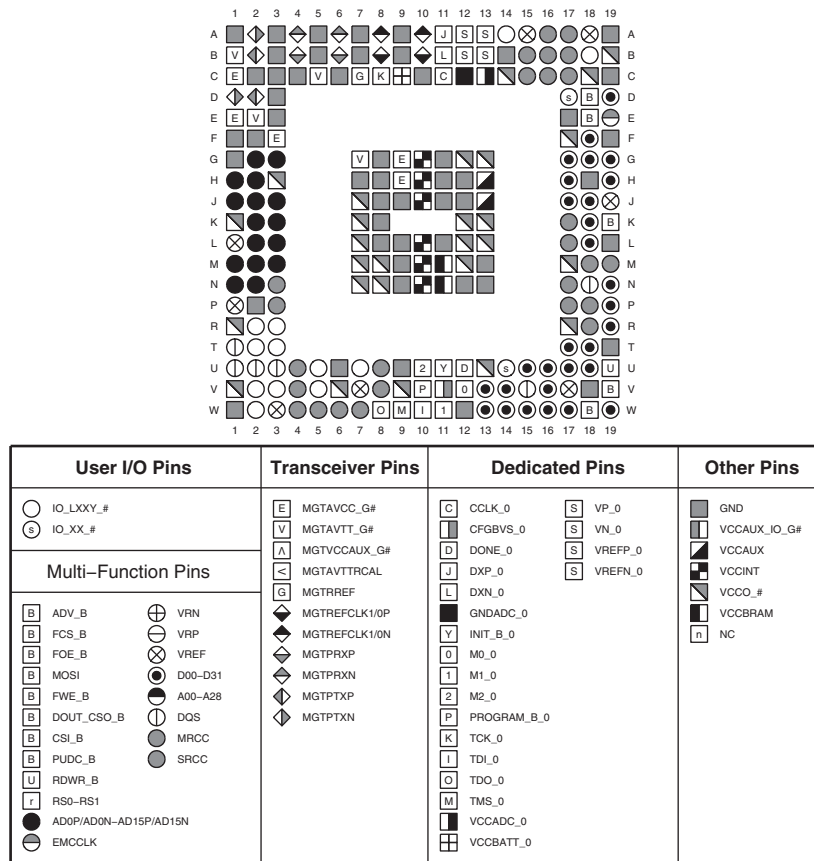 1 2 3 4 5 6 7 8 9 10 11 12 13 14 15 16 17 18 19
A J S S A
B V L S S B
C E V G K C C
D s B D
E E V B E
F E F
G V E G
H E H
J J
K B K
L L
M M
N N
P P
R R
T T
U 2 Y D s U U
V P 0 B V
W O M I 1 B W
1 2 3 4 5 6 7 8 9 10 11 12 13 14 15 16 17 18 19
User I/O Pins
IO_LXXY_#
s IO_XX_#
Multi–Function Pins
B ADV_B
B FCS_B
B FOE_B
B MOSI
B FWE_B
B DOUT_CSO_B
B CSI_B
B PUDC_B
U RDWR_B
r RS0–RS1
AD0P/AD0N–AD15P/AD15N
EMCCLK
VRN
VRP
VREF
D00–D31
A00–A28
DQS
MRCC
SRCC
Transceiver Pins
E MGTAVCC_G#
V MGTAVTT_G#
MGTVCCAUX_G#
MGTAVTTRCAL
G MGTRREF
MGTREFCLK1/0P
MGTREFCLK1/0N
MGTPRXP
MGTPRXN
MGTPTXP
MGTPTXN
Dedicated Pins
C CCLK_0
CFGBVS_0
D DONE_0
J DXP_0
L DXN_0
GNDADC_0
Y INIT_B_0
0 M0_0
1 M1_0
2 M2_0
P PROGRAM_B_0
K TCK_0
I TDI_0
O TDO_0
M TMS_0
VCCADC_0
VCCBATT_0
S VP_0
S VN_0
S VREFP_0
S VREFN_0
Other Pins
GND
VCCAUX_IO_G#
VCCAUX
VCCINT
VCCO_#
VCCBRAM
n NC